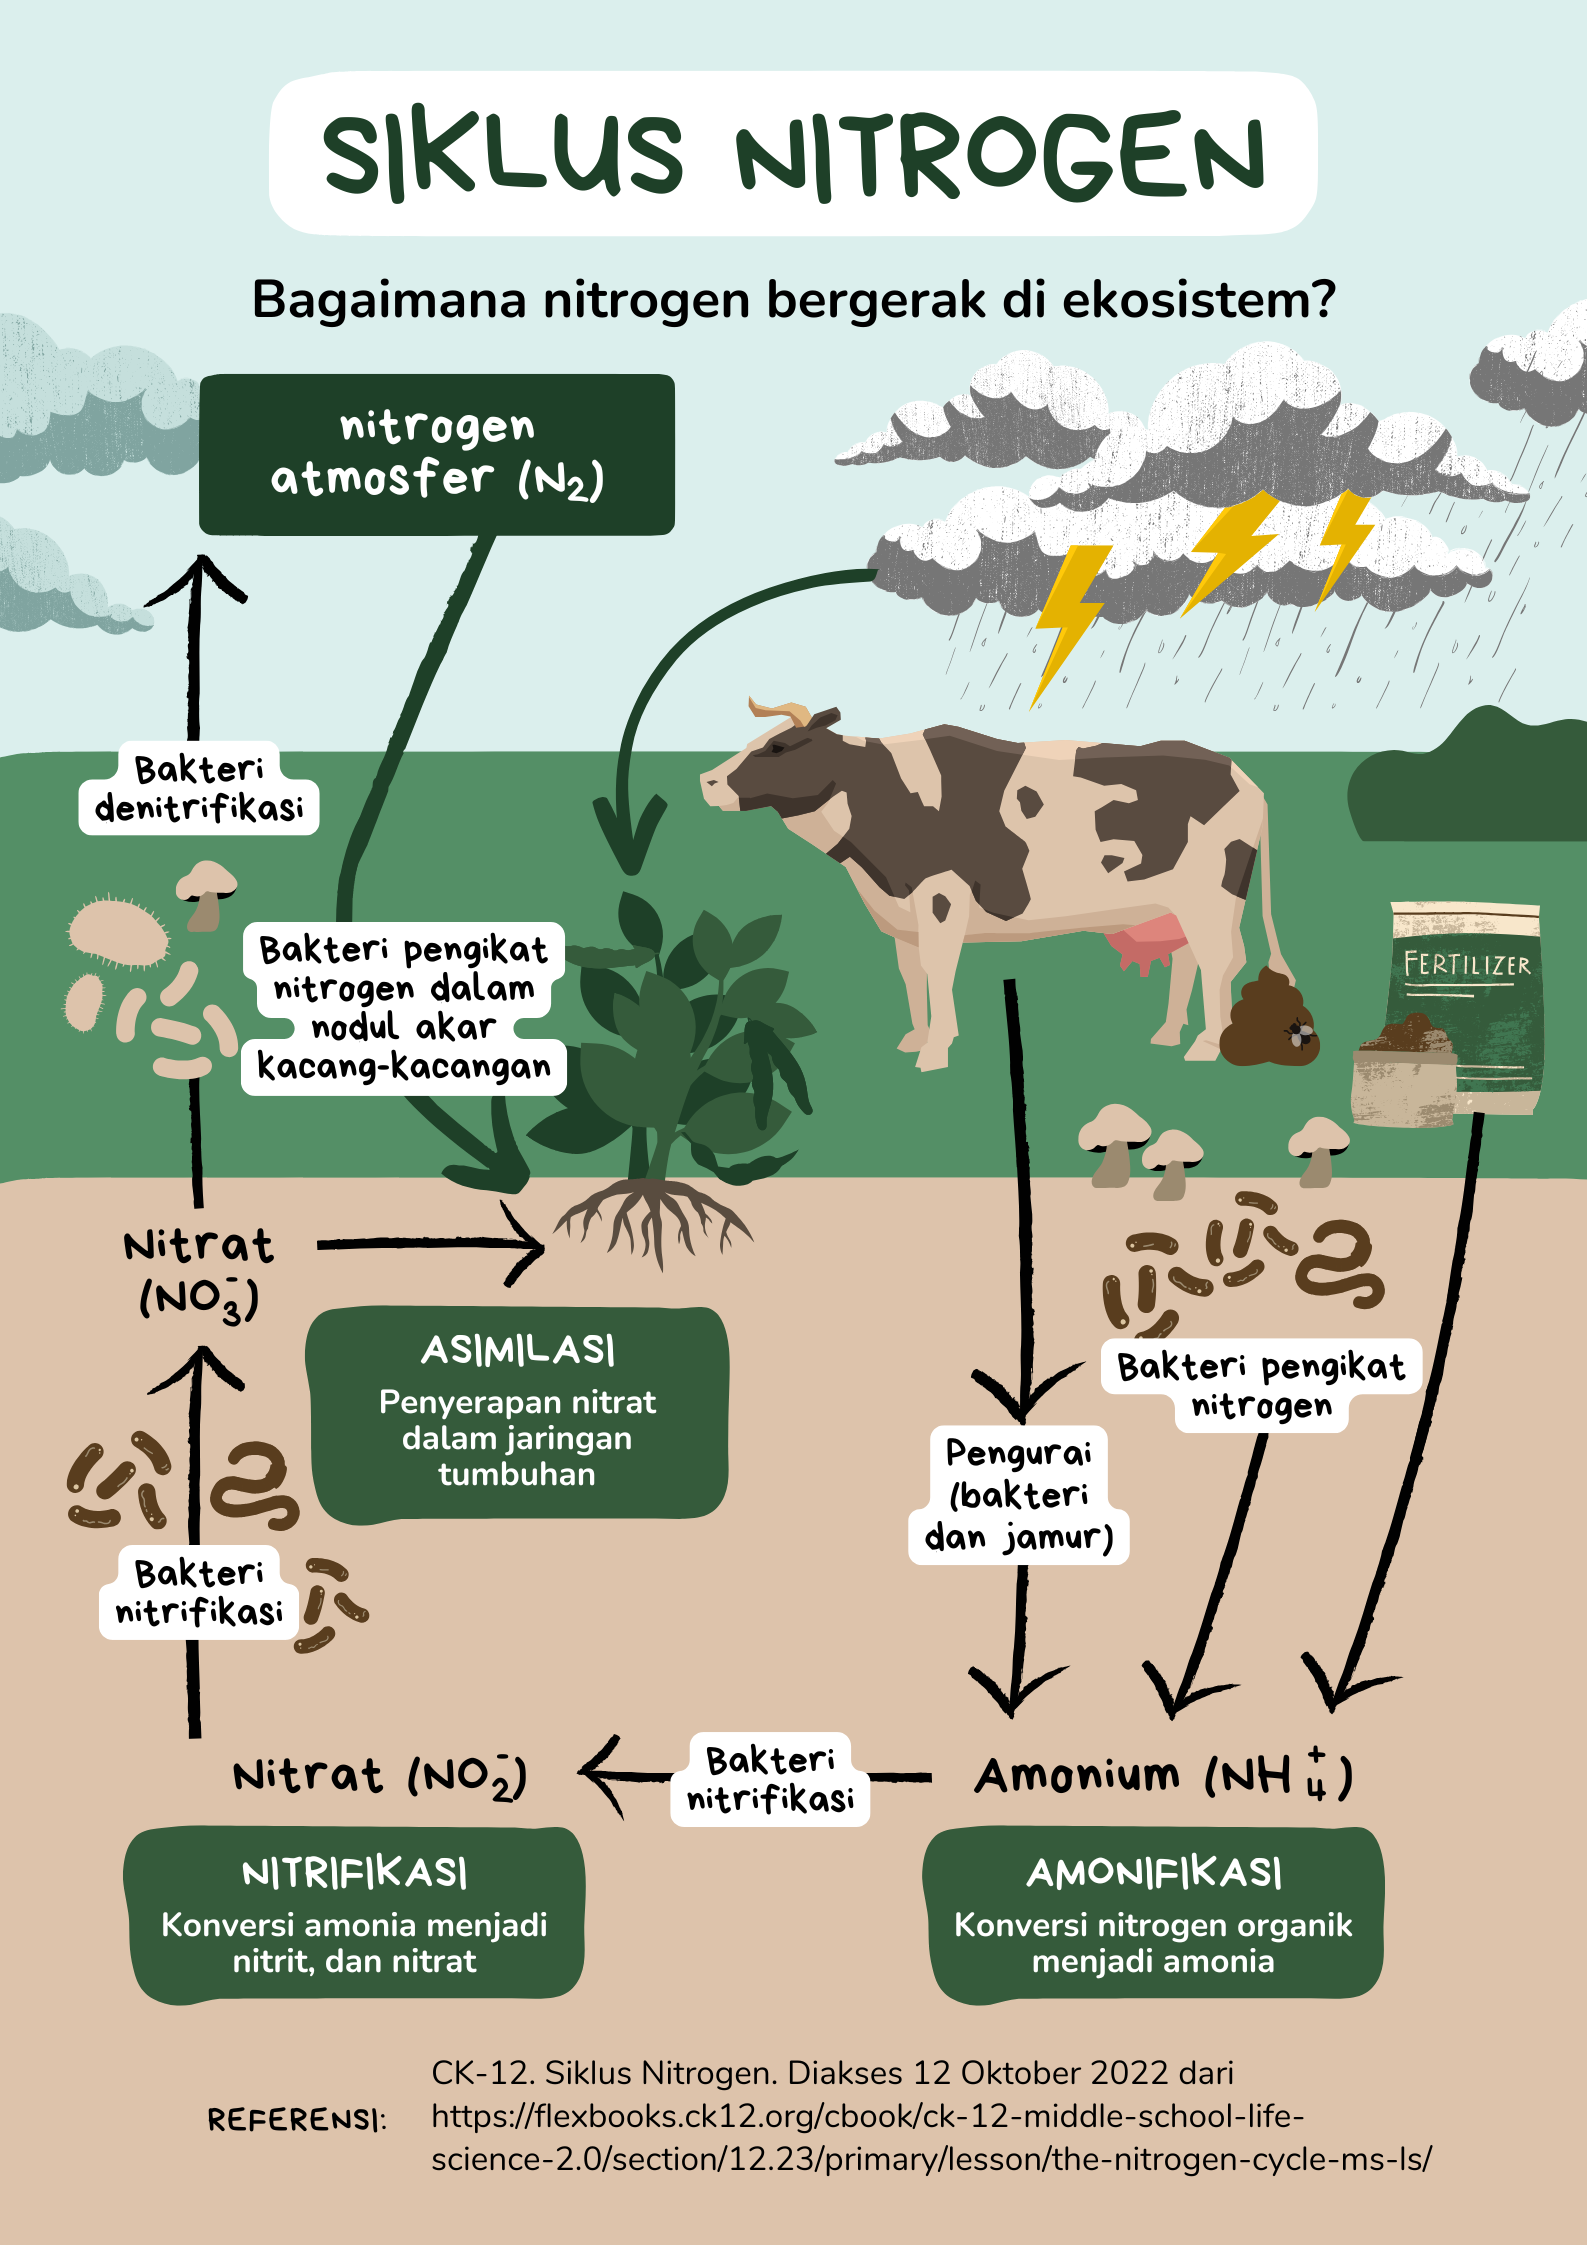 SIKLUS NITROGEN
Bagaimana nitrogen bergerak di ekosistem?
nitrogen
atmosfer (N₂)
Bakteri
denitrifikasi
Bakteri pengikat
nitrogen dalam
nodul akar
kacang-kacangan
FERTILIZER
Nitrat
(NO₃⁻)
ASIMILASI
Penyerapan nitrat
dalam jaringan
tumbuhan
Bakteri pengikat
nitrogen
Pengurai
(bakteri
dan jamur)
Bakteri
nitrifikasi
Nitrat (NO₂⁻)
Bakteri
nitrifikasi
Amonium (NH₄⁺)
NITRIFIKASI
Konversi amonia menjadi
nitrit, dan nitrat
AMONIFIKASI
Konversi nitrogen organik
menjadi amonia
REFERENSI:
CK-12. Siklus Nitrogen. Diakses 12 Oktober 2022 dari
https://flexbooks.ck12.org/cbook/ck-12-middle-school-life-
science-2.0/section/12.23/primary/lesson/the-nitrogen-cycle-ms-ls/